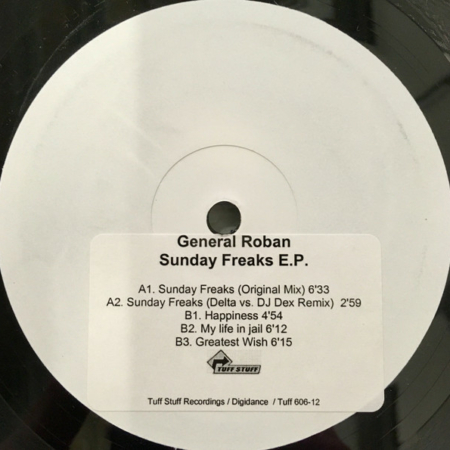 General Roban
Sunday Freaks E.P.
A1. Sunday Freaks (Original Mix) 6'33
A2. Sunday Freaks (Delta vs. DJ Dex Remix) 2'59
B1. Happiness 4'54
B2. My life in jail 6'12
B3. Greatest Wish 6'15
TUFF STUFF
Tuff Stuff Recordings / Digidance / Tuff 606-12